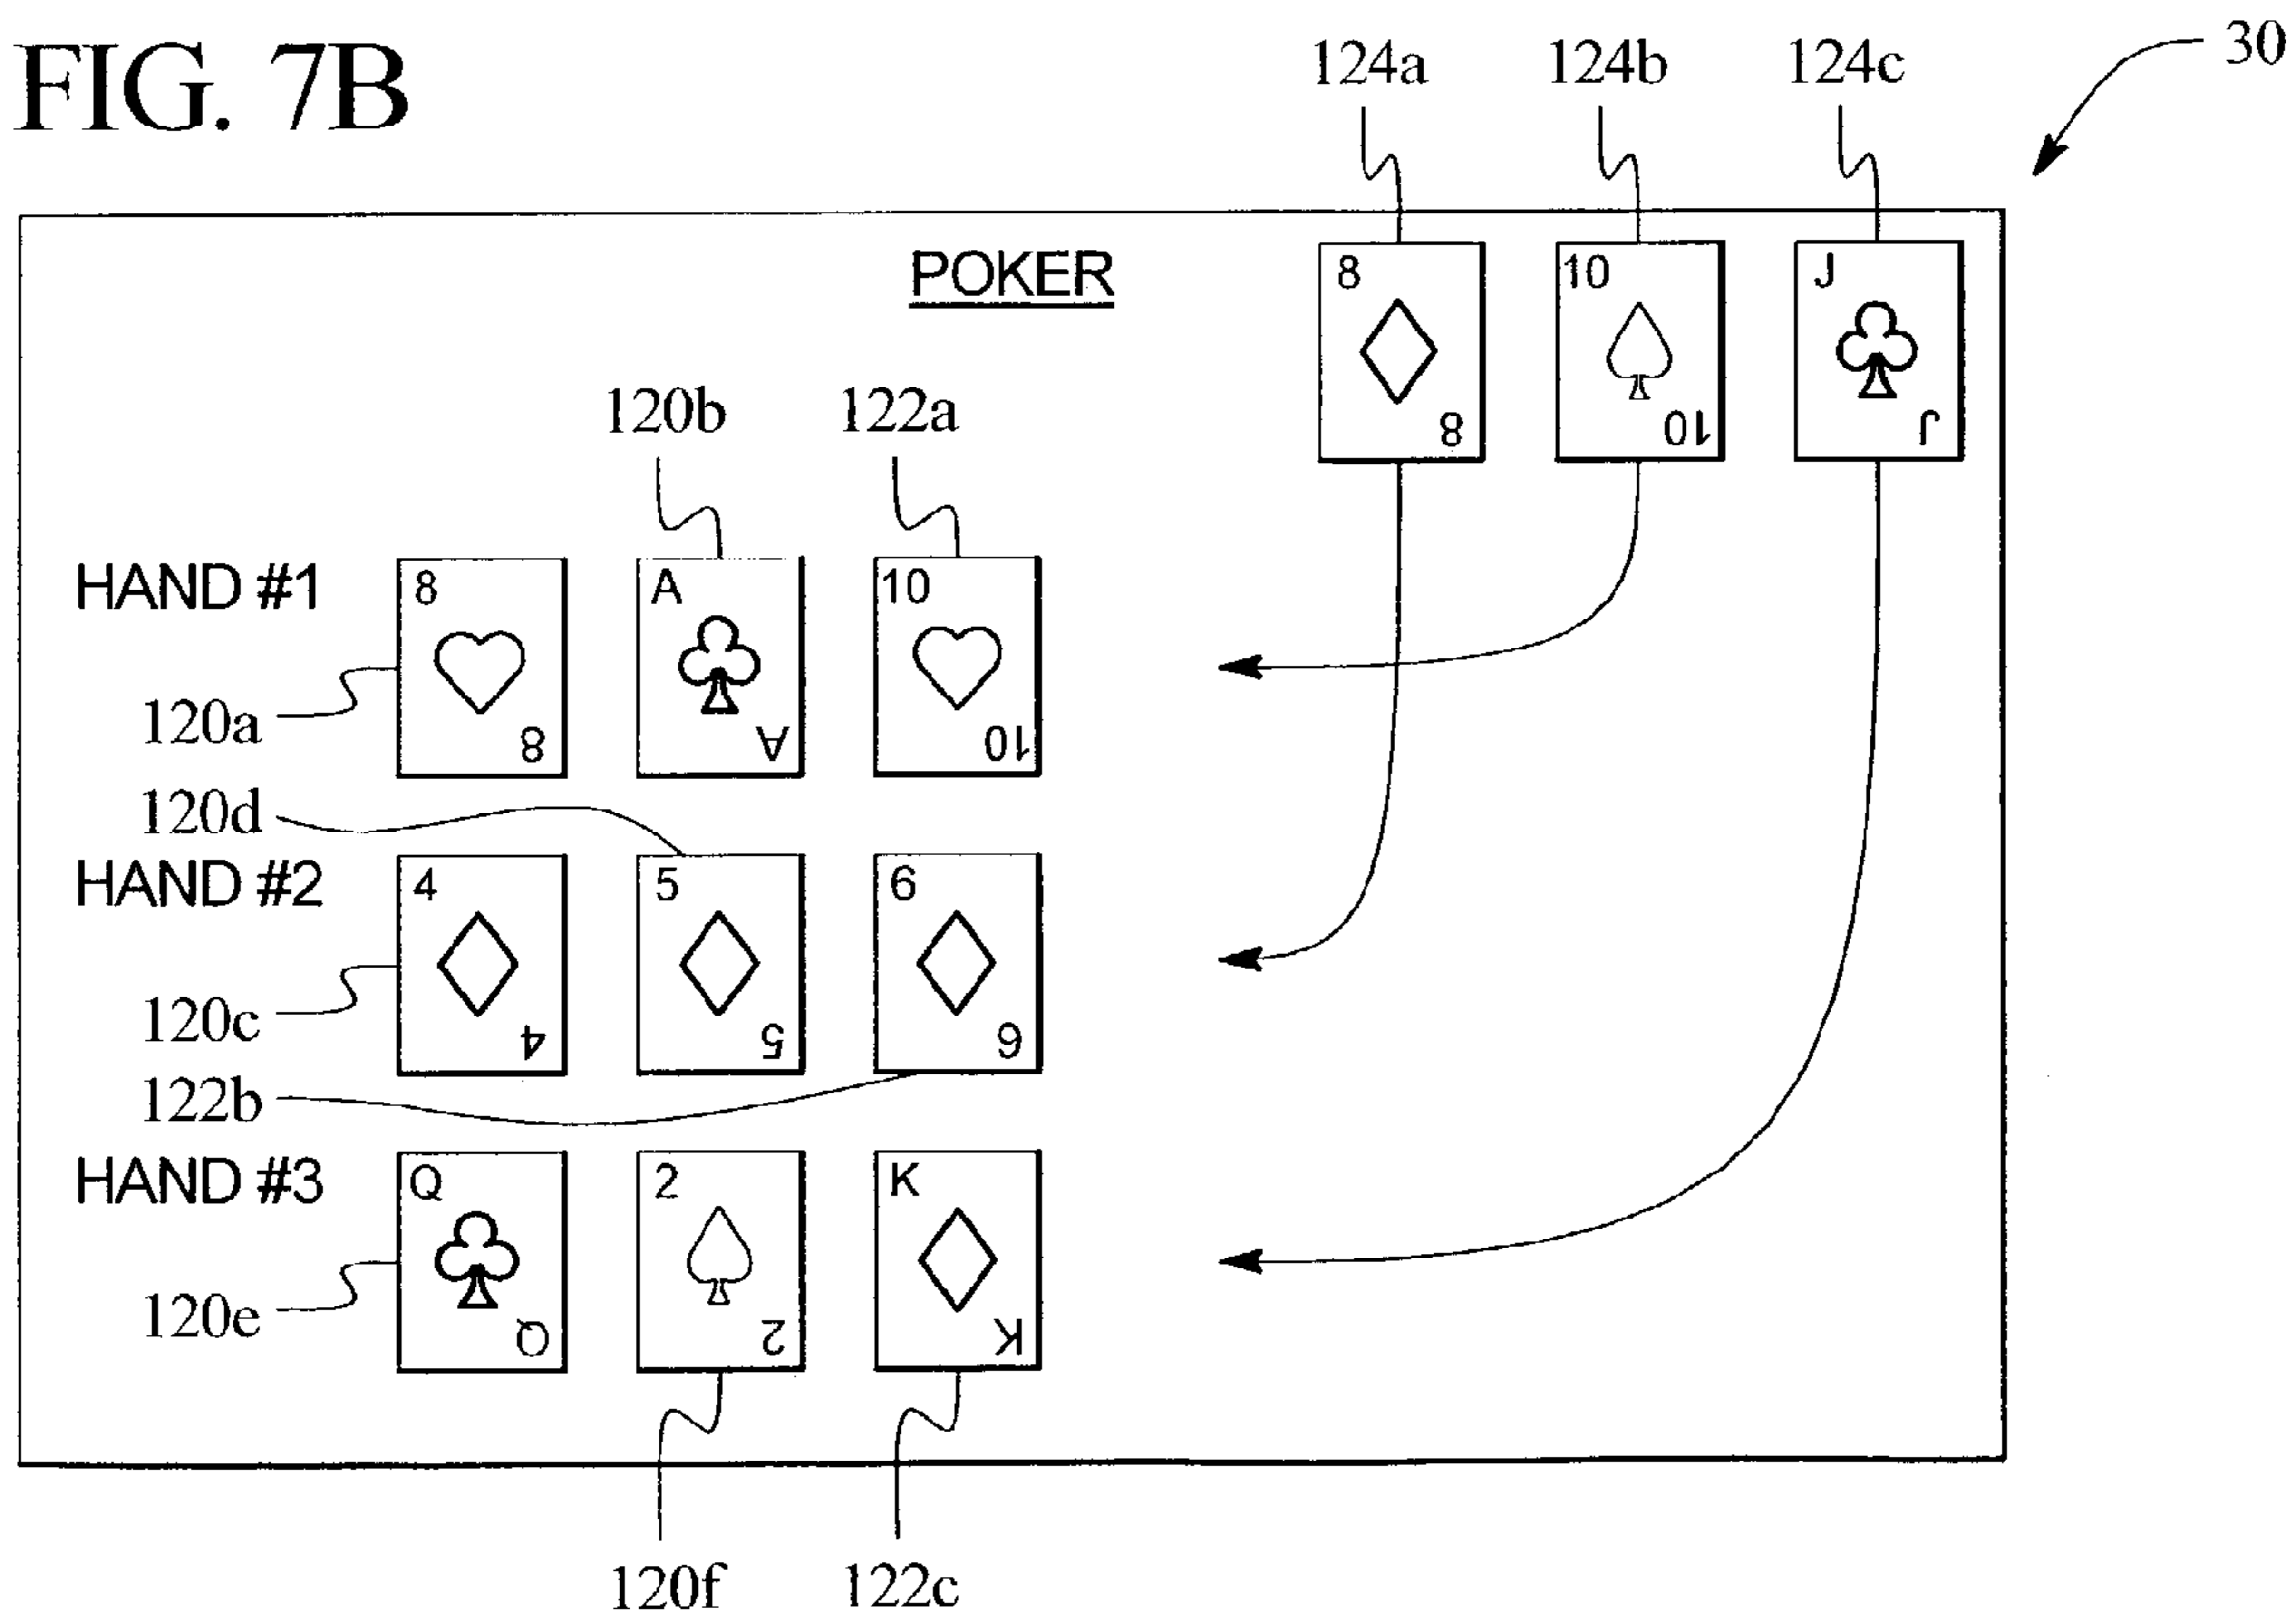 FIG. 7B
124a 124b 124c 30
POKER
8 10 J
8 10 J
120b 122a
HAND #1 8 A 10
120a 8 A 10
120d
HAND #2 4 5 6
120c 4 5 6
122b
HAND #3 Q 2 K
120e Q 2 K
120f 122c